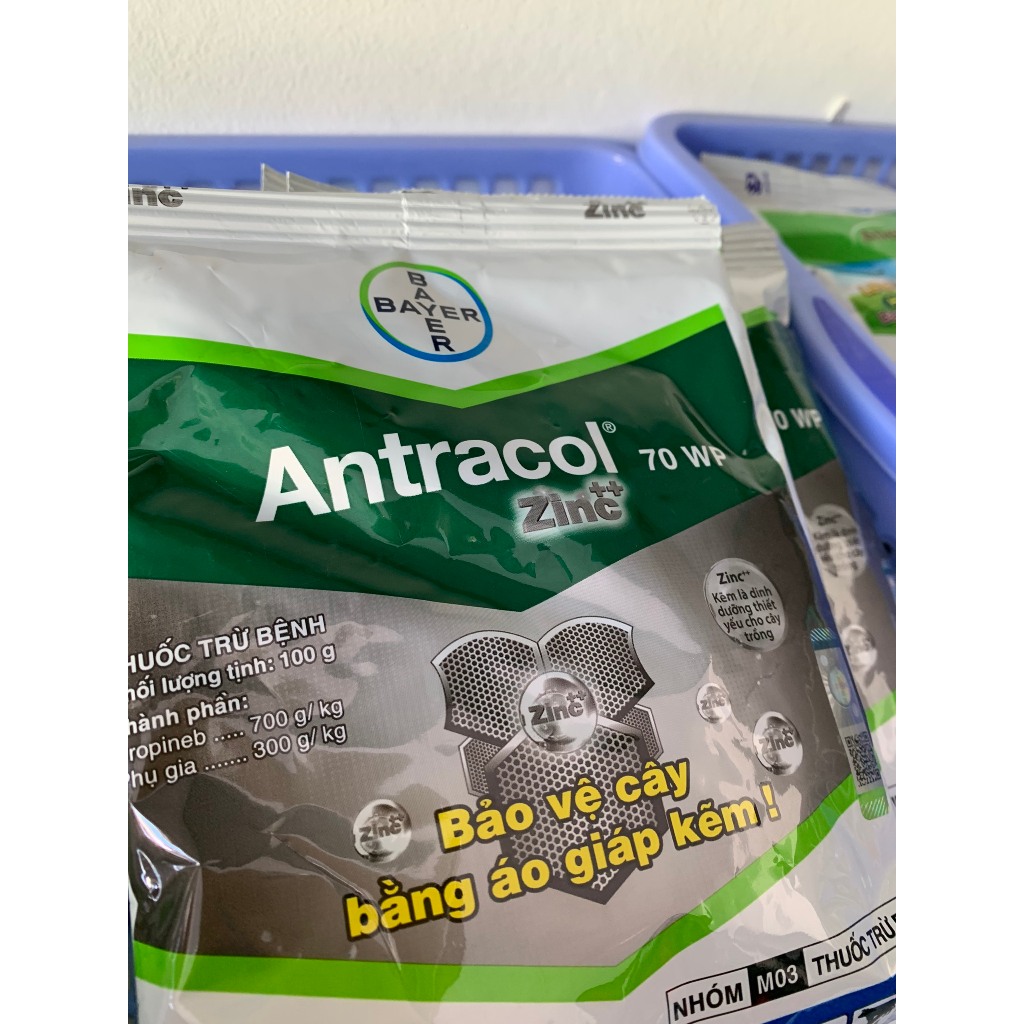 Zinc++
Zinc
BAYER
BAYER
Antracol® 70 WP
Zinc++
0 WP
Zinc++
Kẽm là dinh
dưỡng thiết
yếu cho cây
trồng
HUỐC TRỪ BỆNH
hối lượng tịnh: 100 g
hành phần:
ropineb ..... 700 g/ kg
hụ gia ....... 300 g/ kg
Zinc++
Zinc++
Zinc++
Zinc++
Bảo vệ cây
bằng áo giáp kẽm !
NHÓM M03 THUỐC TRỪ